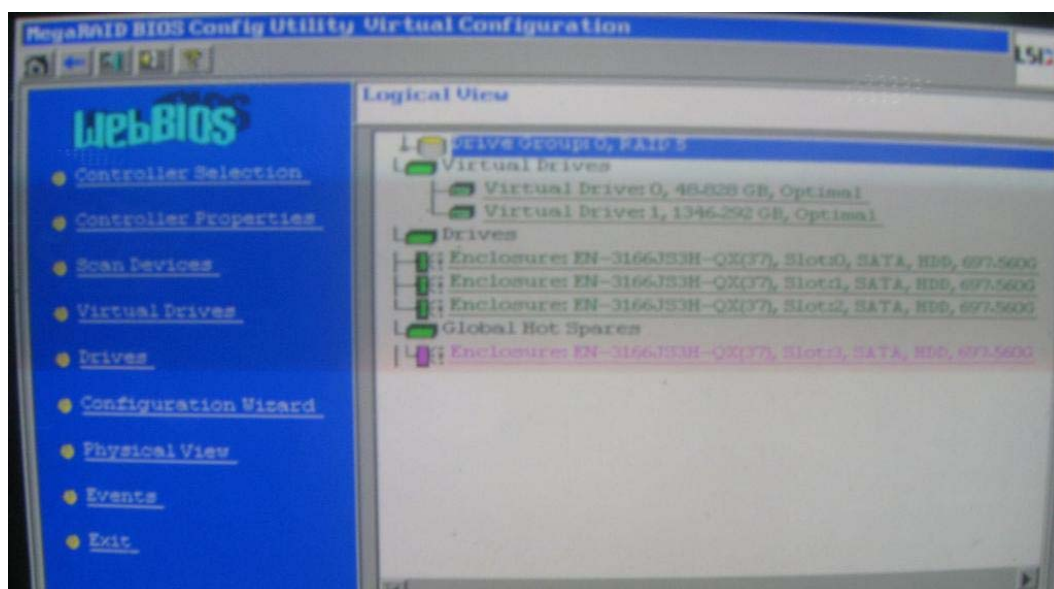 MegaRAID BIOS Config Utility Virtual Configuration
LSI
WebBIOS
Logical View
Controller Selection
Controller Properties
Scan Devices
Virtual Drives
Drives
Configuration Wizard
Physical View
Events
Exit
Drive Group: 0, RAID 5
Virtual Drives
Virtual Drive: 0, 48.828 GB, Optimal
Virtual Drive: 1, 1346.292 GB, Optimal
Drives
Enclosure: EN-3166JS3H-QX(37), Slot:0, SATA, HDD, 697.560G
Enclosure: EN-3166JS3H-QX(37), Slot:1, SATA, HDD, 697.560G
Enclosure: EN-3166JS3H-QX(37), Slot:2, SATA, HDD, 697.560G
Global Hot Spares
Enclosure: EN-3166JS3H-QX(37), Slot:3, SATA, HDD, 697.560G